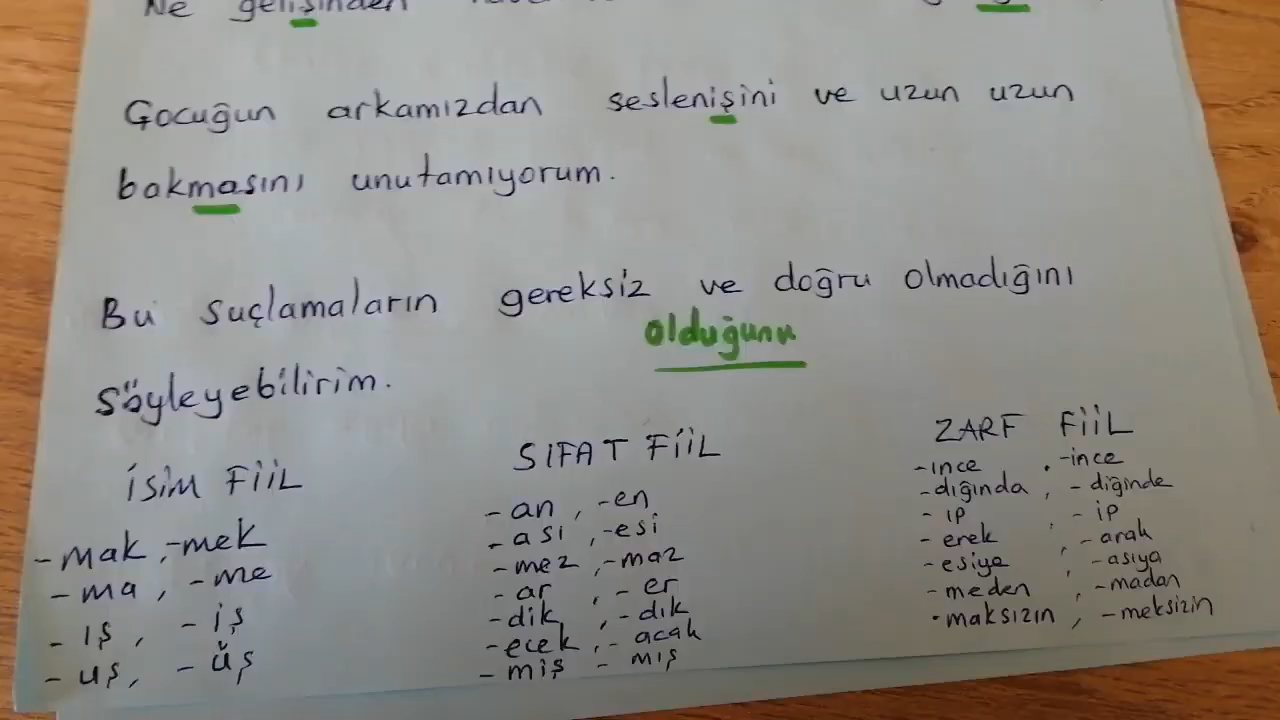 Ne gelişinden
Çocuğun arkamızdan seslenişini ve uzun uzun
bakmasını unutamıyorum.
Bu suçlamaların gereksiz ve doğru olmadığını
olduğunu
söyleyebilirim.
İSİM FİİL
-mak ,-mek
-ma , -me
-ış , -iş
-uş, -üş
SIFAT FİİL
-an , -en
-ası ,-esi
-mez ,-maz
-ar , -er
-dik , -dık
-ecek ,- acak
-miş - mış
ZARF FİİL
-ınce . -ince
-dığında , -diğinde
-ıp , -ip
-erek , -arak
-esiye , -asıya
-meden , -madan
-maksızın , -meksizin